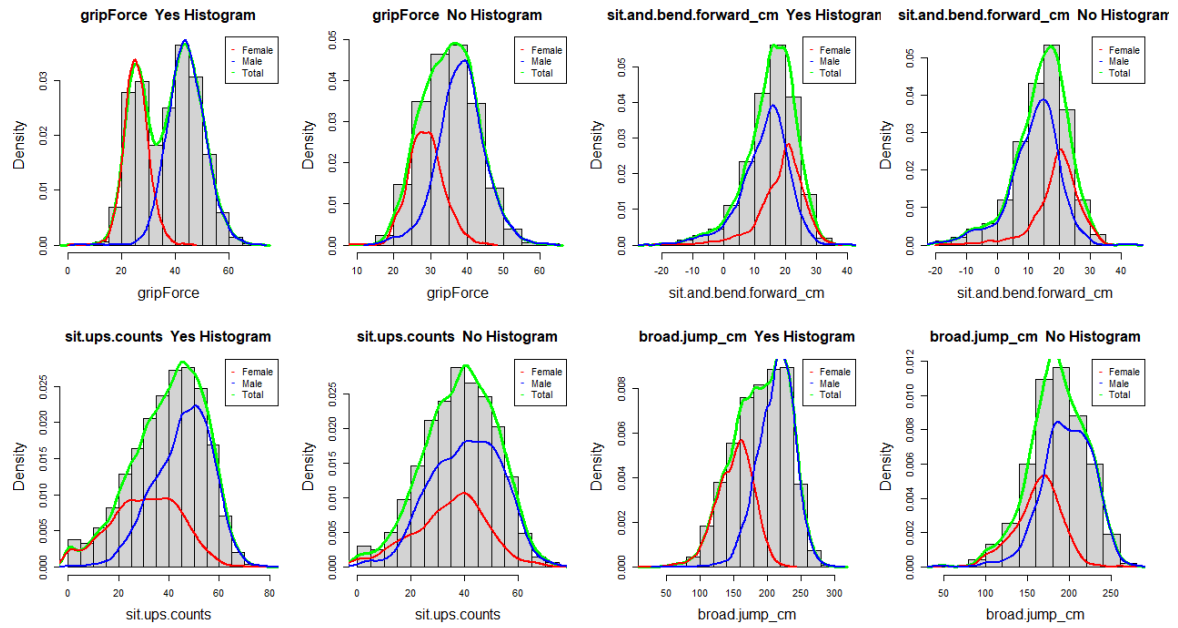 gripForce Yes Histogram
Female
Male
Total
Density
0.00
0.01
0.02
0.03
0 20 40 60
gripForce
gripForce No Histogram
Female
Male
Total
Density
0.00
0.01
0.02
0.03
0.04
0.05
10 20 30 40 50 60
gripForce
sit.and.bend.forward_cm Yes Histogran
Female
Male
Total
Density
0.00
0.01
0.02
0.03
0.04
0.05
-20 -10 0 10 20 30 40
sit.and.bend.forward_cm
sit.and.bend.forward_cm No Histogram
Female
Male
Total
Density
0.00
0.01
0.02
0.03
0.04
0.05
-20 -10 0 10 20 30 40
sit.and.bend.forward_cm
sit.ups.counts Yes Histogram
Female
Male
Total
Density
0.000
0.005
0.010
0.015
0.020
0.025
0 20 40 60 80
sit.ups.counts
sit.ups.counts No Histogram
Female
Male
Total
Density
0.000
0.005
0.010
0.015
0.020
0.025
0 20 40 60
sit.ups.counts
broad.jump_cm Yes Histogram
Female
Male
Total
Density
0.000
0.002
0.004
0.006
0.008
50 100 150 200 250 300
broad.jump_cm
broad.jump_cm No Histogram
Female
Male
Total
Density
0.000
0.002
0.004
0.006
0.008
0.010
0.012
50 100 150 200 250
broad.jump_cm